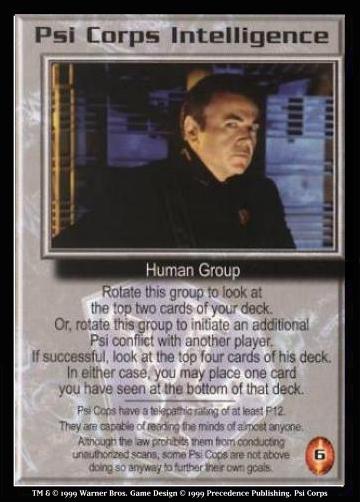 Psi Corps Intelligence
Human Group
Rotate this group to look at
the top two cards of your deck.
Or, rotate this group to initiate an additional
Psi conflict with another player.
If successful, look at the top four cards of his deck.
In either case, you may place one card
you have seen at the bottom of that deck.
Psi Cops have a telepathic rating of at least P12.
They are capable of reading the minds of almost anyone.
Although the law prohibits them from conducting
unauthorized scans, some Psi Cops are not above
doing so anyway to further their own goals.
6
TM & © 1999 Warner Bros. Game Design © 1999 Precedence Publishing. Psi Corps